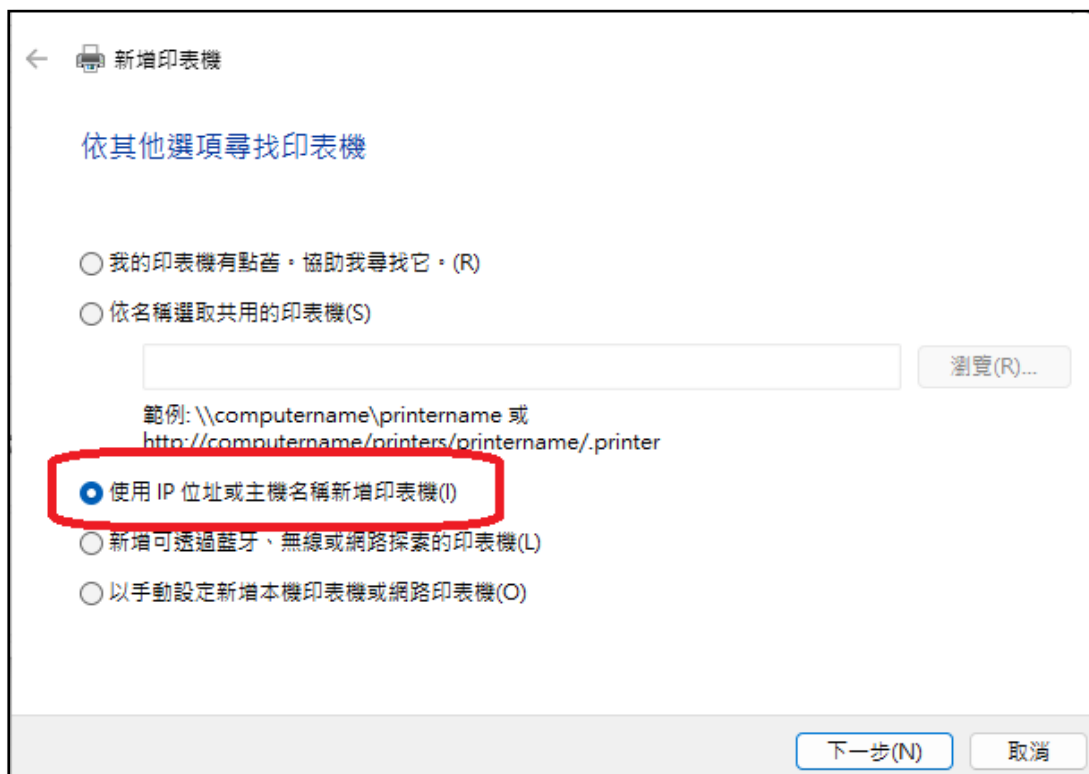 新增印表機
依其他選項尋找印表機
我的印表機有點舊。協助我尋找它。(R)
依名稱選取共用的印表機(S)
瀏覽(R)...
範例: \\computername\printername 或
http://computername/printers/printername/.printer
使用 IP 位址或主機名稱新增印表機(I)
新增可透過藍牙、無線或網路探索的印表機(L)
以手動設定新增本機印表機或網路印表機(O)
下一步(N)
取消